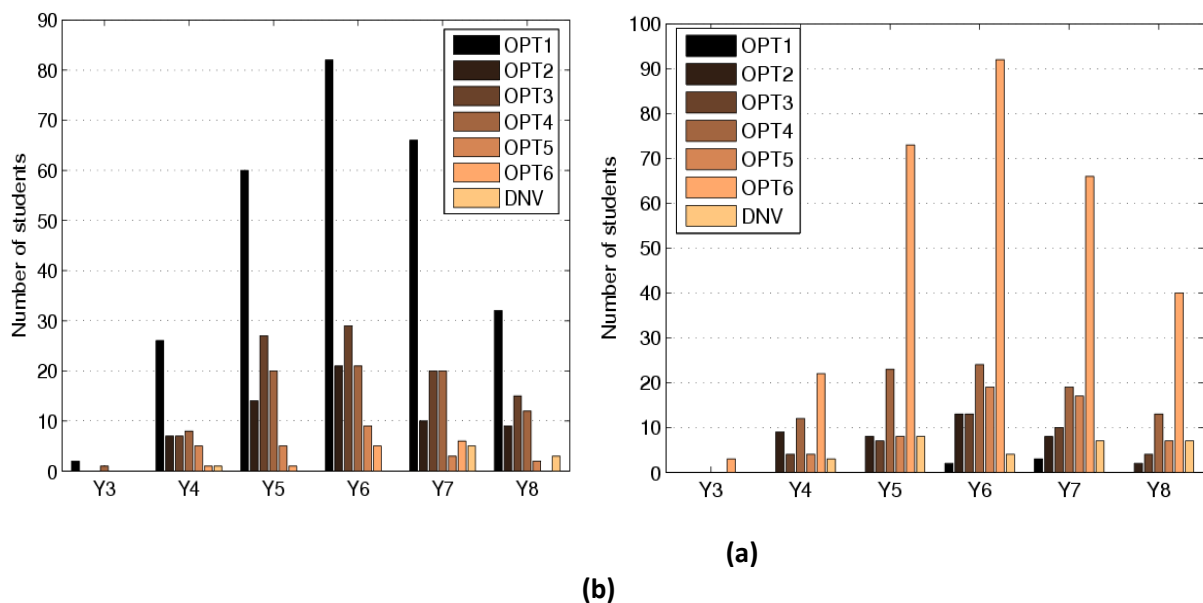 90
80
70
60
50
40
30
20
10
0
Number of students
OPT1
OPT2
OPT3
OPT4
OPT5
OPT6
DNV
Y3 Y4 Y5 Y6 Y7 Y8
100
90
80
70
60
50
40
30
20
10
0
Number of students
OPT1
OPT2
OPT3
OPT4
OPT5
OPT6
DNV
Y3 Y4 Y5 Y6 Y7 Y8
(a)
(b)